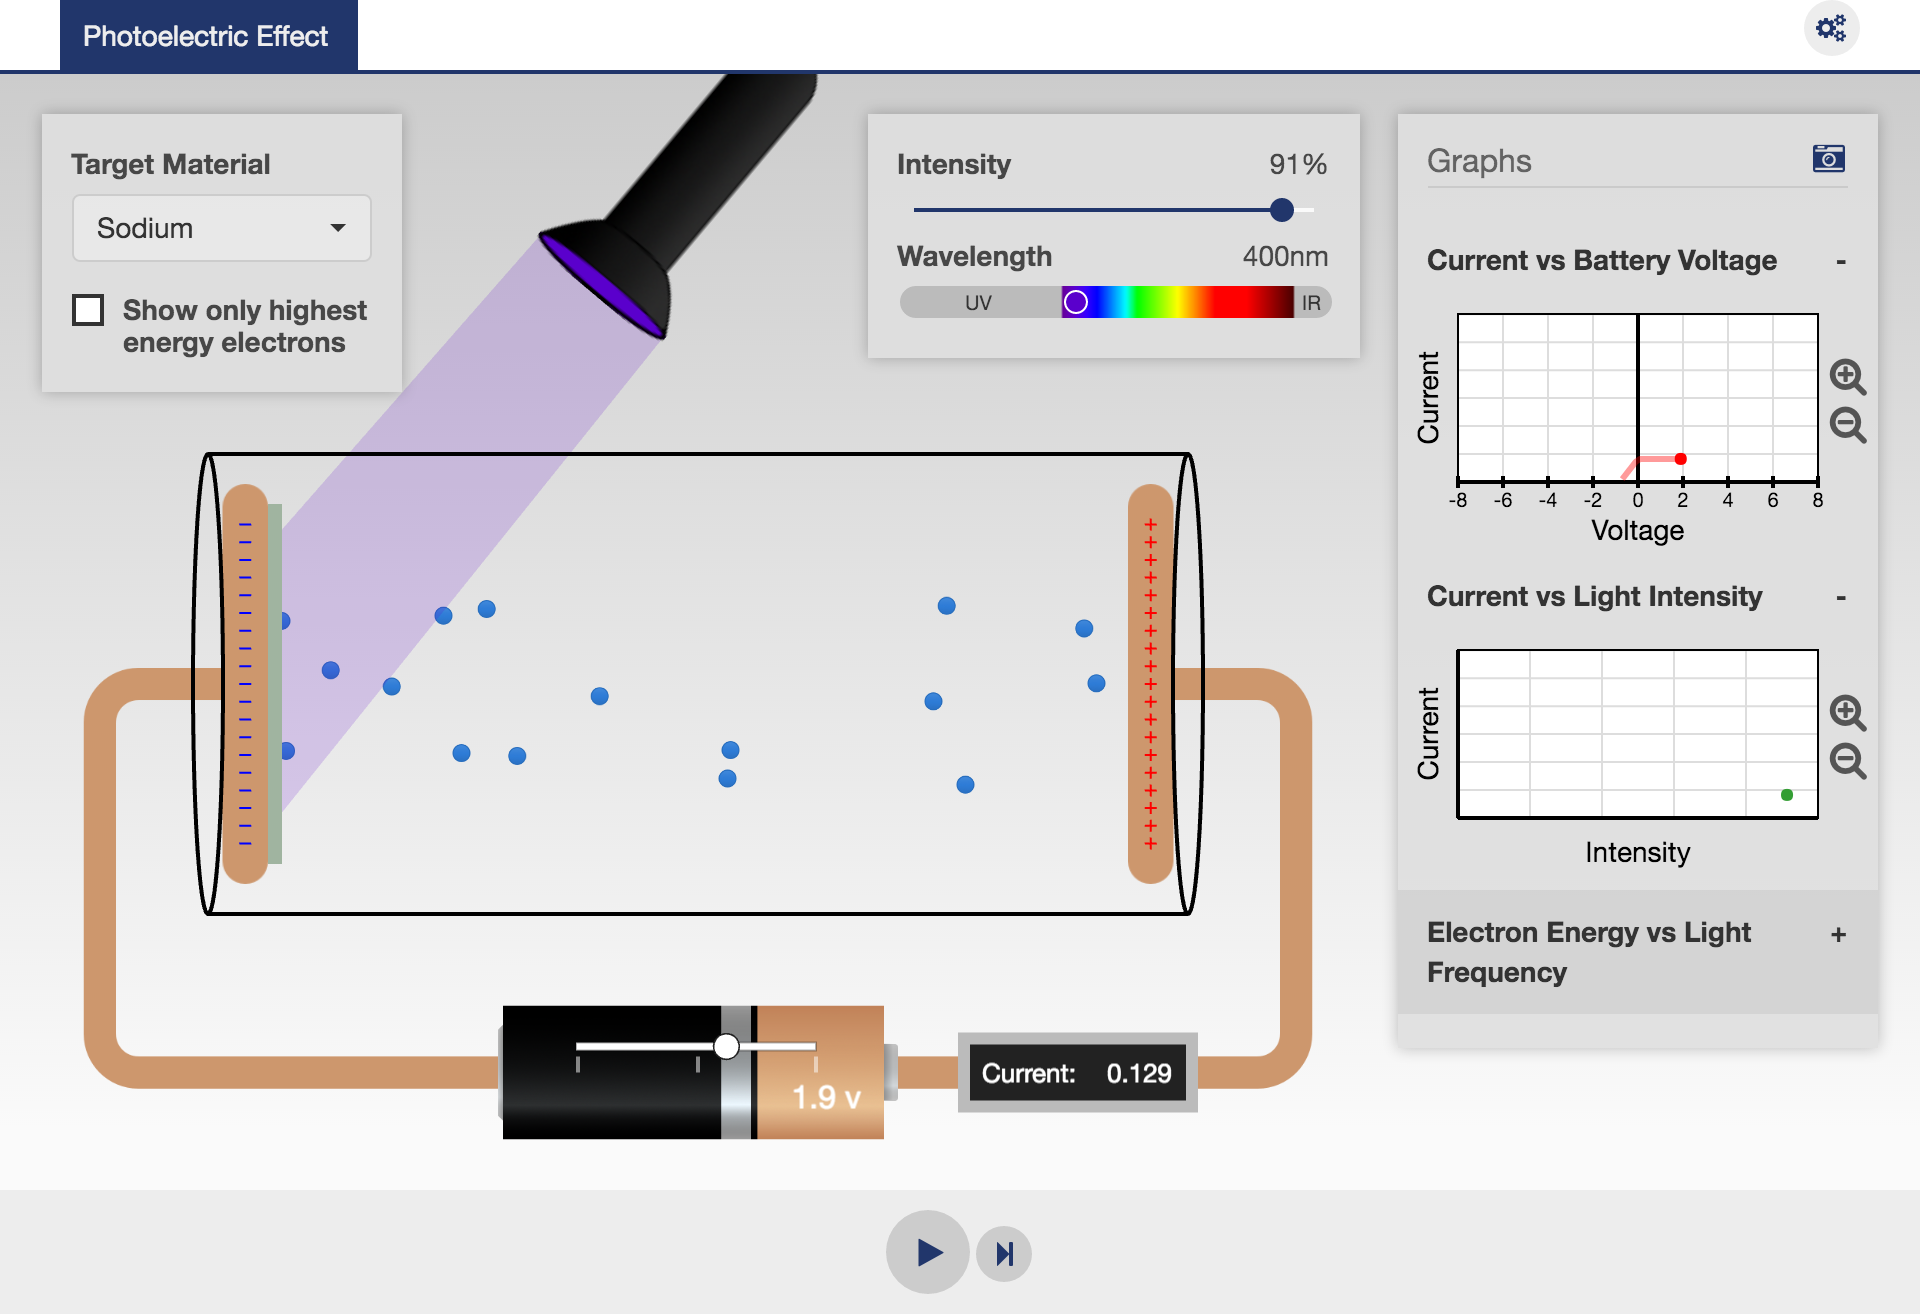 Photoelectric Effect
Target Material
Sodium
Show only highest
energy electrons
Intensity 91%
Wavelength 400nm
UV IR
Graphs
Current vs Battery Voltage -
Current
-8 -6 -4 -2 0 2 4 6 8
Voltage
Current vs Light Intensity -
Current
Intensity
Electron Energy vs Light +
Frequency
1.9 v
Current: 0.129